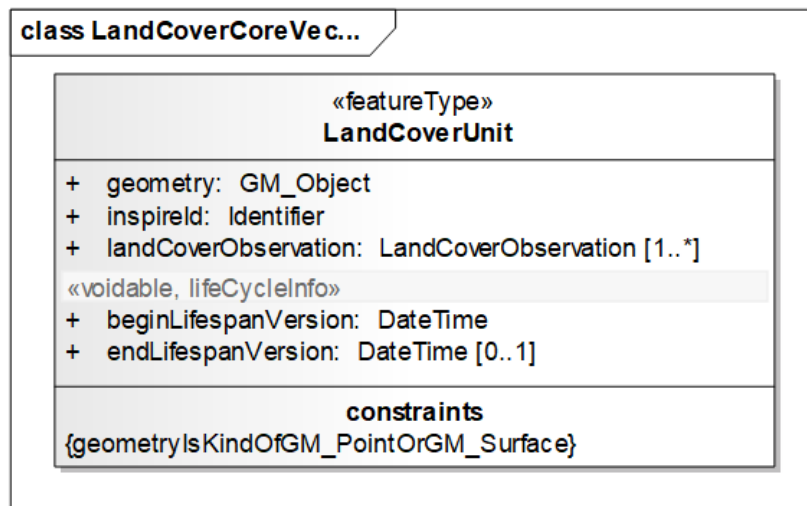 class LandCoverCoreVec...
«featureType»
LandCoverUnit
+ geometry: GM_Object
+ inspireId: Identifier
+ landCoverObservation: LandCoverObservation [1..*]
«voidable, lifeCycleInfo»
+ beginLifespanVersion: DateTime
+ endLifespanVersion: DateTime [0..1]
constraints
{geometryIsKindOfGM_PointOrGM_Surface}